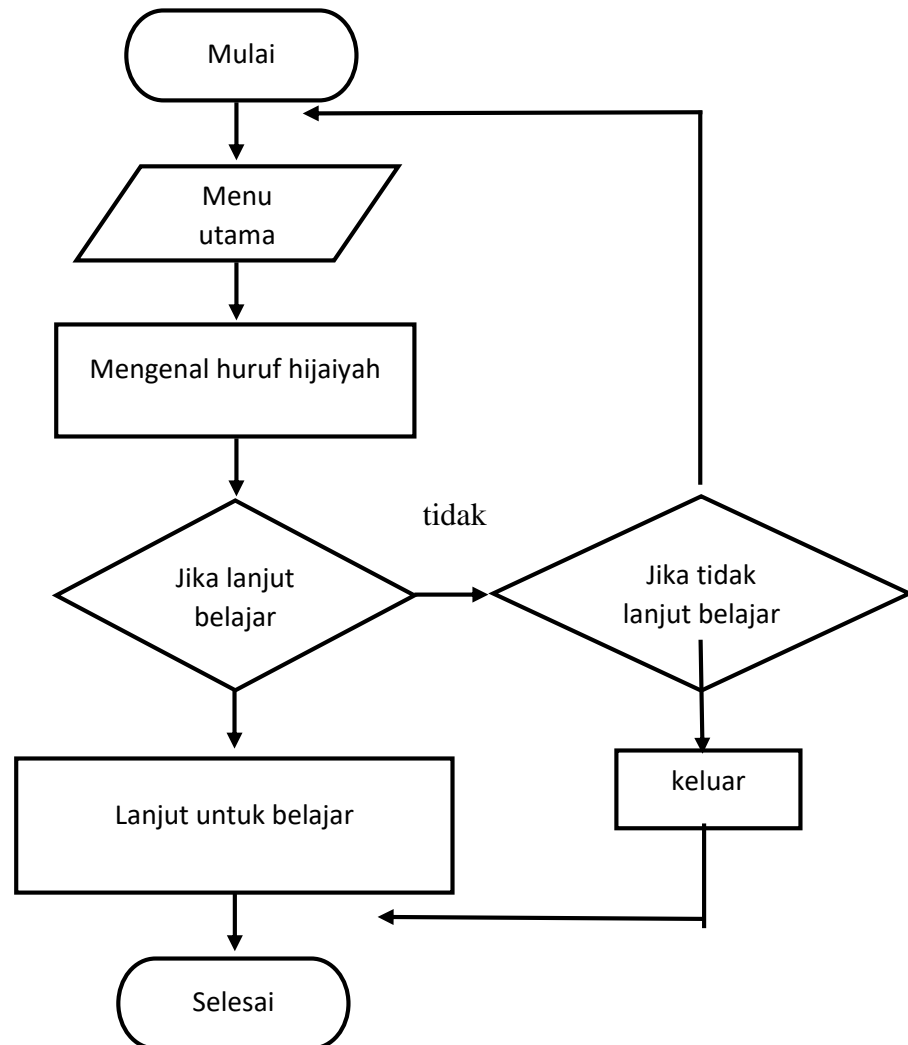 Mulai
Menu
utama
Mengenal huruf hijaiyah
tidak
Jika lanjut
belajar
Jika tidak
lanjut belajar
Lanjut untuk belajar
keluar
Selesai